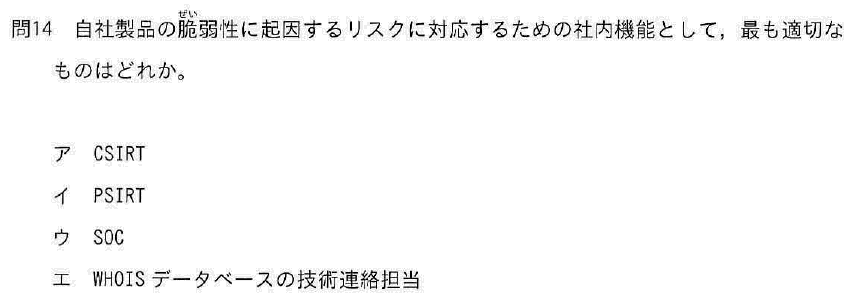 問14　自社製品の脆弱性に起因するリスクに対応するための社内機能として，最も適切な
ぜい
ものはどれか。
ア　CSIRT
イ　PSIRT
ウ　SOC
エ　WHOIS データベースの技術連絡担当